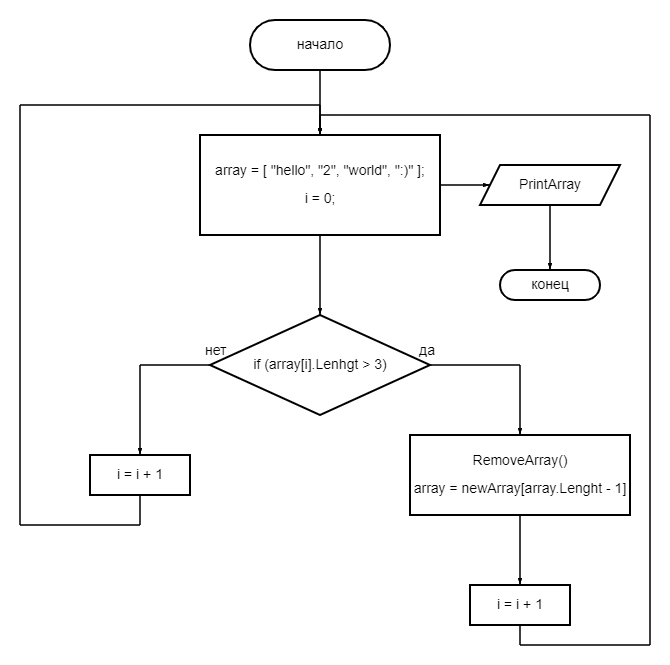 начало
array = [ "hello", "2", "world", ":)" ];
i = 0;
PrintArray
конец
нет
да
if (array[i].Lenhgt > 3)
i = i + 1
RemoveArray()
array = newArray[array.Lenght - 1]
i = i + 1